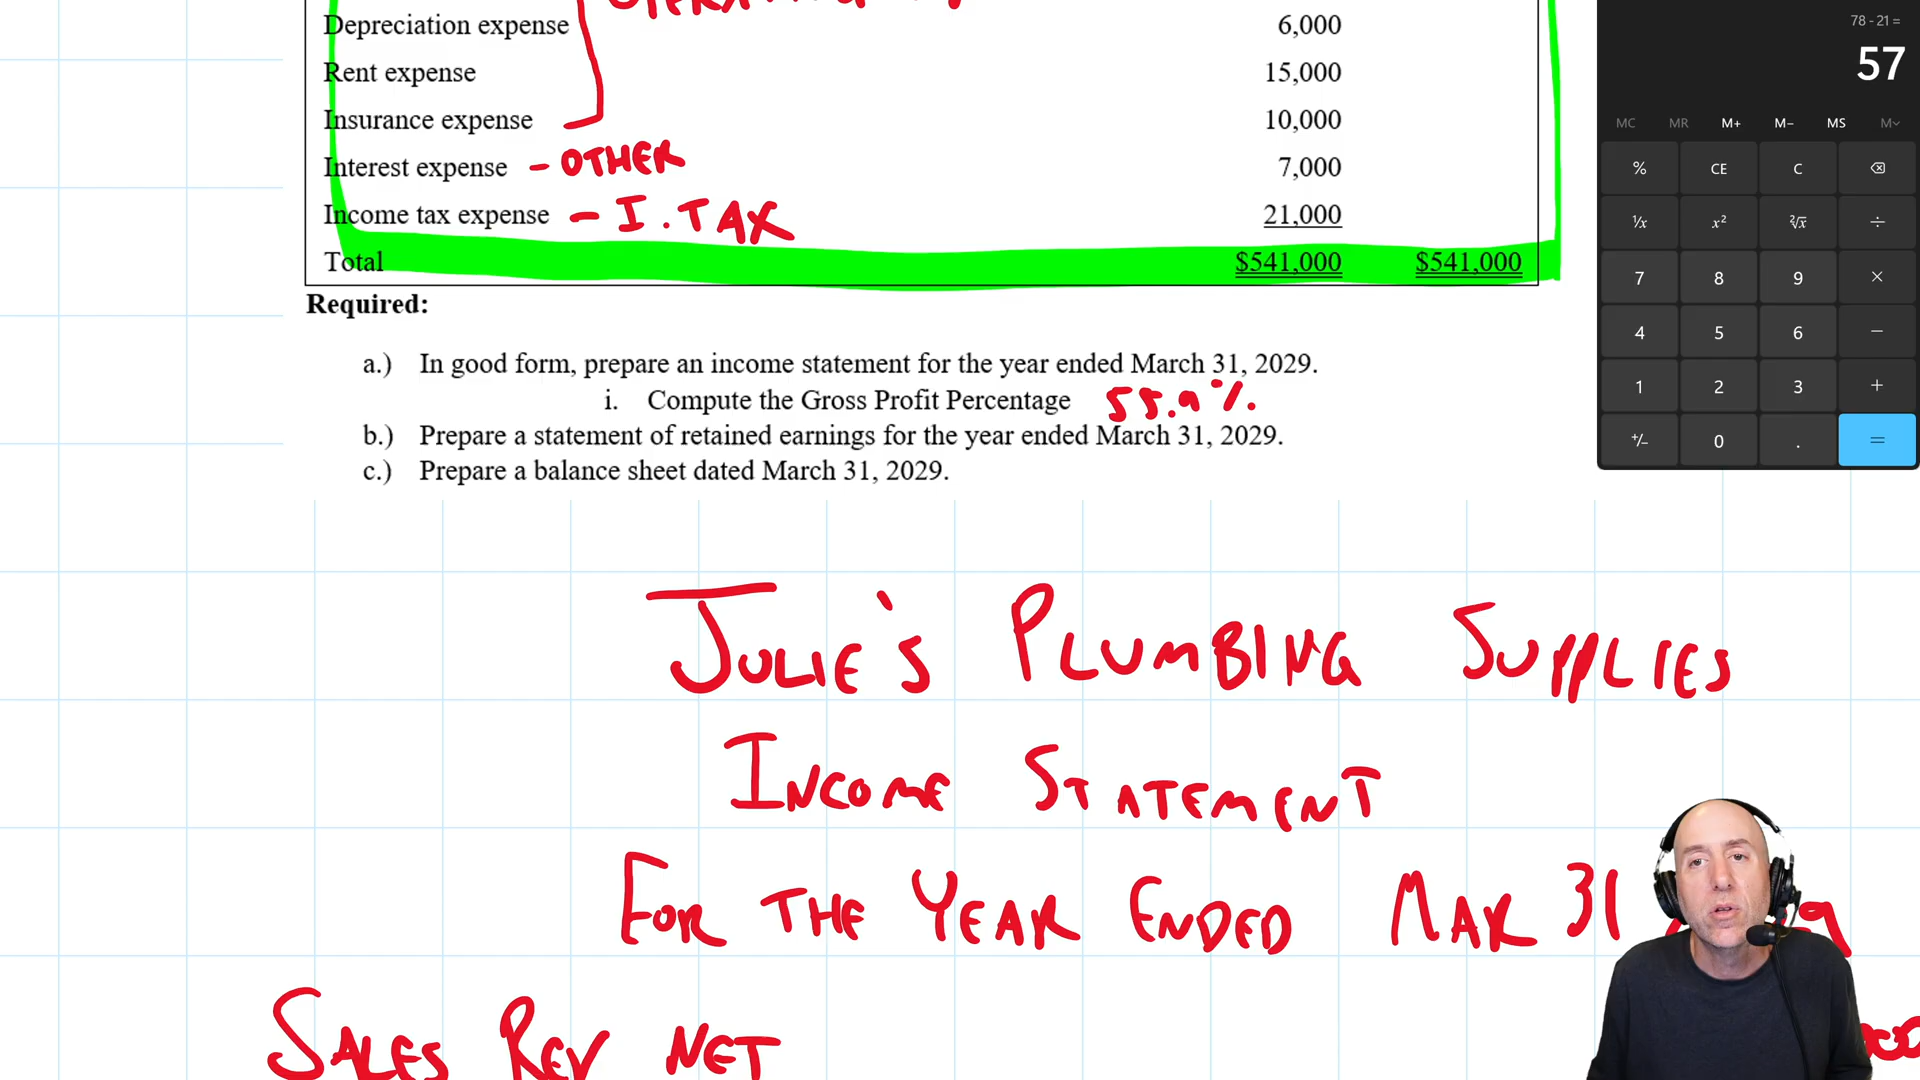 Depreciation expense 6,000
Rent expense 15,000
Insurance expense 10,000
Interest expense - OTHER 7,000
Income tax expense - I. TAX 21,000
Total $541,000 $541,000
Required:
a.) In good form, prepare an income statement for the year ended March 31, 2029.
i. Compute the Gross Profit Percentage 55.9%
b.) Prepare a statement of retained earnings for the year ended March 31, 2029.
c.) Prepare a balance sheet dated March 31, 2029.
JULIE'S PLUMBING SUPPLIES
INCOME STATEMENT
FOR THE YEAR ENDED MAR 31
SALES REV NET
78 - 21 =
57
MC MR M+ M− MS M˅
% CE C ⌫
¹/x x² ²√x ÷
7 8 9 ×
4 5 6 −
1 2 3 +
+/− 0 . =